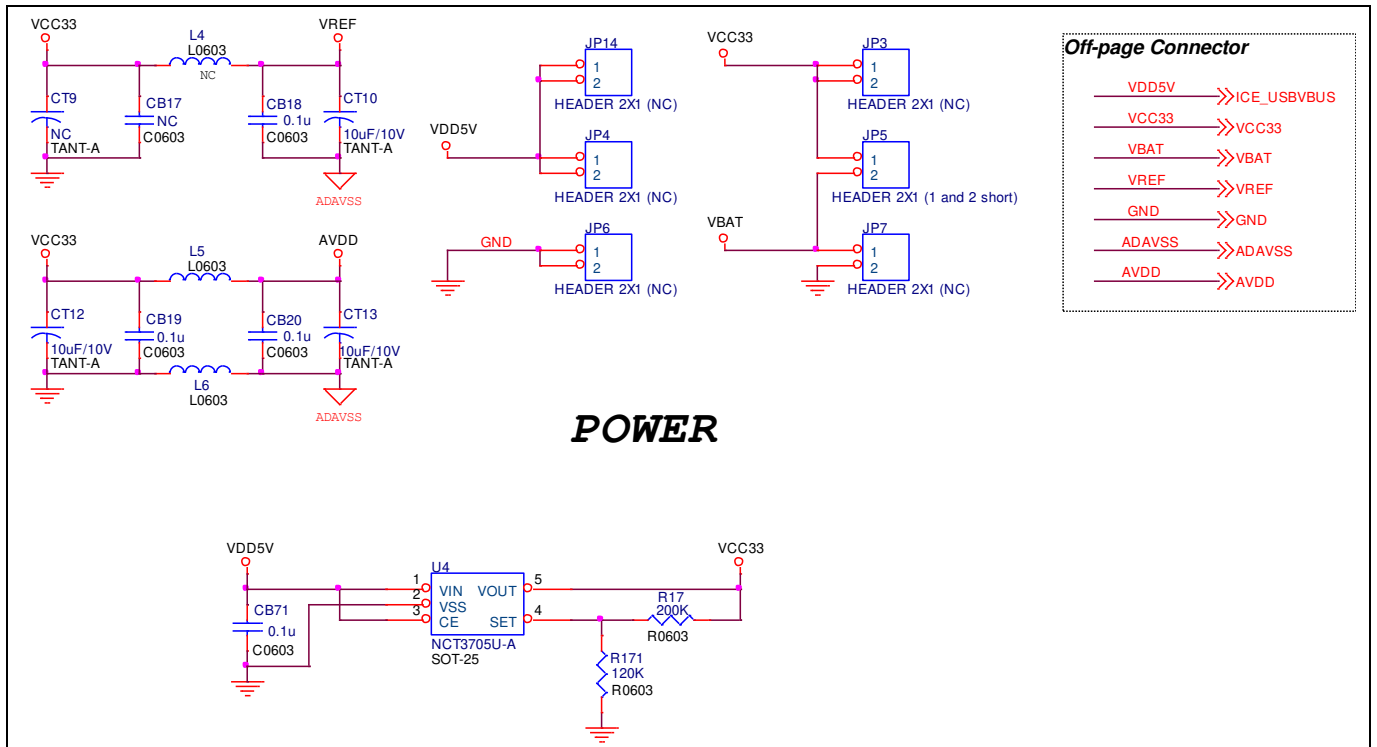 VCC33
L4
L0603
NC
VREF
CT9
NC
TANT-A
CB17
NC
C0603
CB18
0.1u
C0603
CT10
10uF/10V
TANT-A
ADAVSS
VCC33
L5
L0603
AVDD
CT12
10uF/10V
TANT-A
CB19
0.1u
C0603
CB20
0.1u
C0603
CT13
10uF/10V
TANT-A
L6
L0603
ADAVSS
VDD5V
JP14
1
2
HEADER 2X1 (NC)
JP4
1
2
HEADER 2X1 (NC)
GND
JP6
1
2
HEADER 2X1 (NC)
VCC33
JP3
1
2
HEADER 2X1 (NC)
JP5
1
2
HEADER 2X1 (1 and 2 short)
VBAT
JP7
1
2
HEADER 2X1 (NC)
Off-page Connector
VDD5V ICE_USBVBUS
VCC33 VCC33
VBAT VBAT
VREF VREF
GND GND
ADAVSS ADAVSS
AVDD AVDD
POWER
VDD5V
CB71
0.1u
C0603
U4
1 VIN VOUT 5
2 VSS
3 CE SET 4
NCT3705U-A
SOT-25
VCC33
R17
200K
R0603
R171
120K
R0603